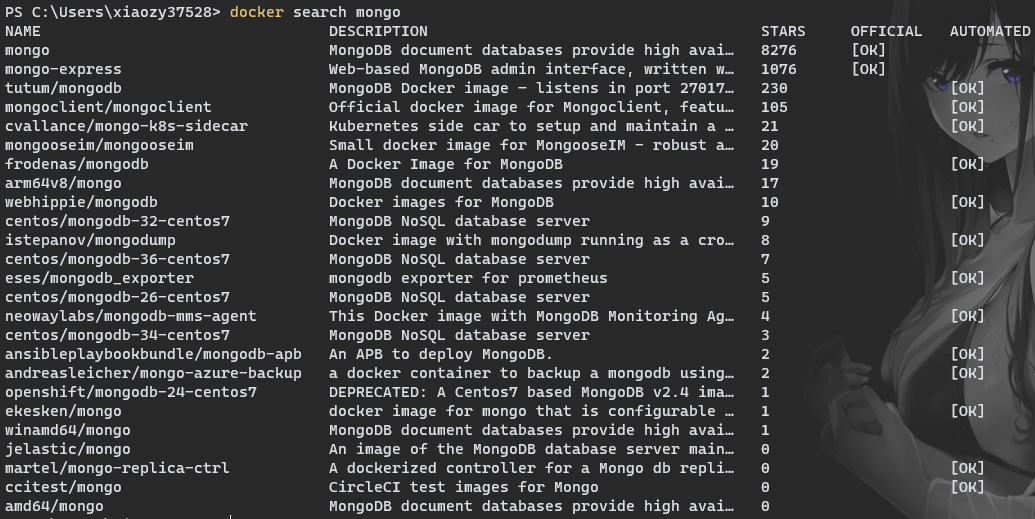 PS C:\Users\xiaozy37528> docker search mongo
NAME DESCRIPTION STARS OFFICIAL AUTOMATED
mongo MongoDB document databases provide high avai… 8276 [OK]
mongo-express Web-based MongoDB admin interface, written w… 1076 [OK]
tutum/mongodb MongoDB Docker image – listens in port 27017… 230 [OK]
mongoclient/mongoclient Official docker image for Mongoclient, featu… 105 [OK]
cvallance/mongo-k8s-sidecar Kubernetes side car to setup and maintain a … 21 [OK]
mongooseim/mongooseim Small docker image for MongooseIM - robust a… 20
frodenas/mongodb A Docker Image for MongoDB 19 [OK]
arm64v8/mongo MongoDB document databases provide high avai… 17
webhippie/mongodb Docker images for MongoDB 10 [OK]
centos/mongodb-32-centos7 MongoDB NoSQL database server 9
istepanov/mongodump Docker image with mongodump running as a cro… 8 [OK]
centos/mongodb-36-centos7 MongoDB NoSQL database server 7
eses/mongodb_exporter mongodb exporter for prometheus 5 [OK]
centos/mongodb-26-centos7 MongoDB NoSQL database server 5
neowaylabs/mongodb-mms-agent This Docker image with MongoDB Monitoring Ag… 4 [OK]
centos/mongodb-34-centos7 MongoDB NoSQL database server 3
ansibleplaybookbundle/mongodb-apb An APB to deploy MongoDB. 2 [OK]
andreasleicher/mongo-azure-backup a docker container to backup a mongodb using… 2 [OK]
openshift/mongodb-24-centos7 DEPRECATED: A Centos7 based MongoDB v2.4 ima… 1
ekesken/mongo docker image for mongo that is configurable … 1 [OK]
winamd64/mongo MongoDB document databases provide high avai… 1
jelastic/mongo An image of the MongoDB database server main… 0
martel/mongo-replica-ctrl A dockerized controller for a Mongo db repli… 0 [OK]
ccitest/mongo CircleCI test images for Mongo 0 [OK]
amd64/mongo MongoDB document databases provide high avai… 0